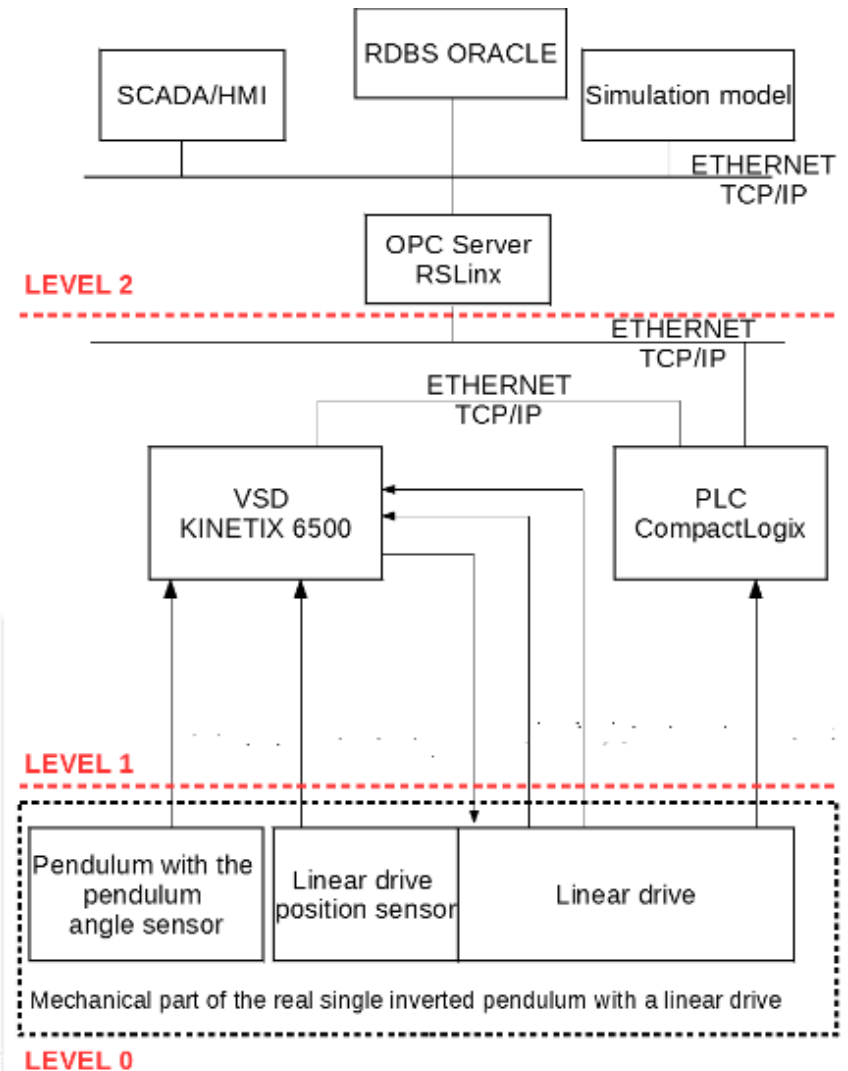 RDBS ORACLE
SCADA/HMI
Simulation model
ETHERNET
TCP/IP
OPC Server
RSLinx
LEVEL 2
ETHERNET
TCP/IP
ETHERNET
TCP/IP
VSD
KINETIX 6500
PLC
CompactLogix
LEVEL 1
Pendulum with the
pendulum
angle sensor
Linear drive
position sensor
Linear drive
Mechanical part of the real single inverted pendulum with a linear drive
LEVEL 0